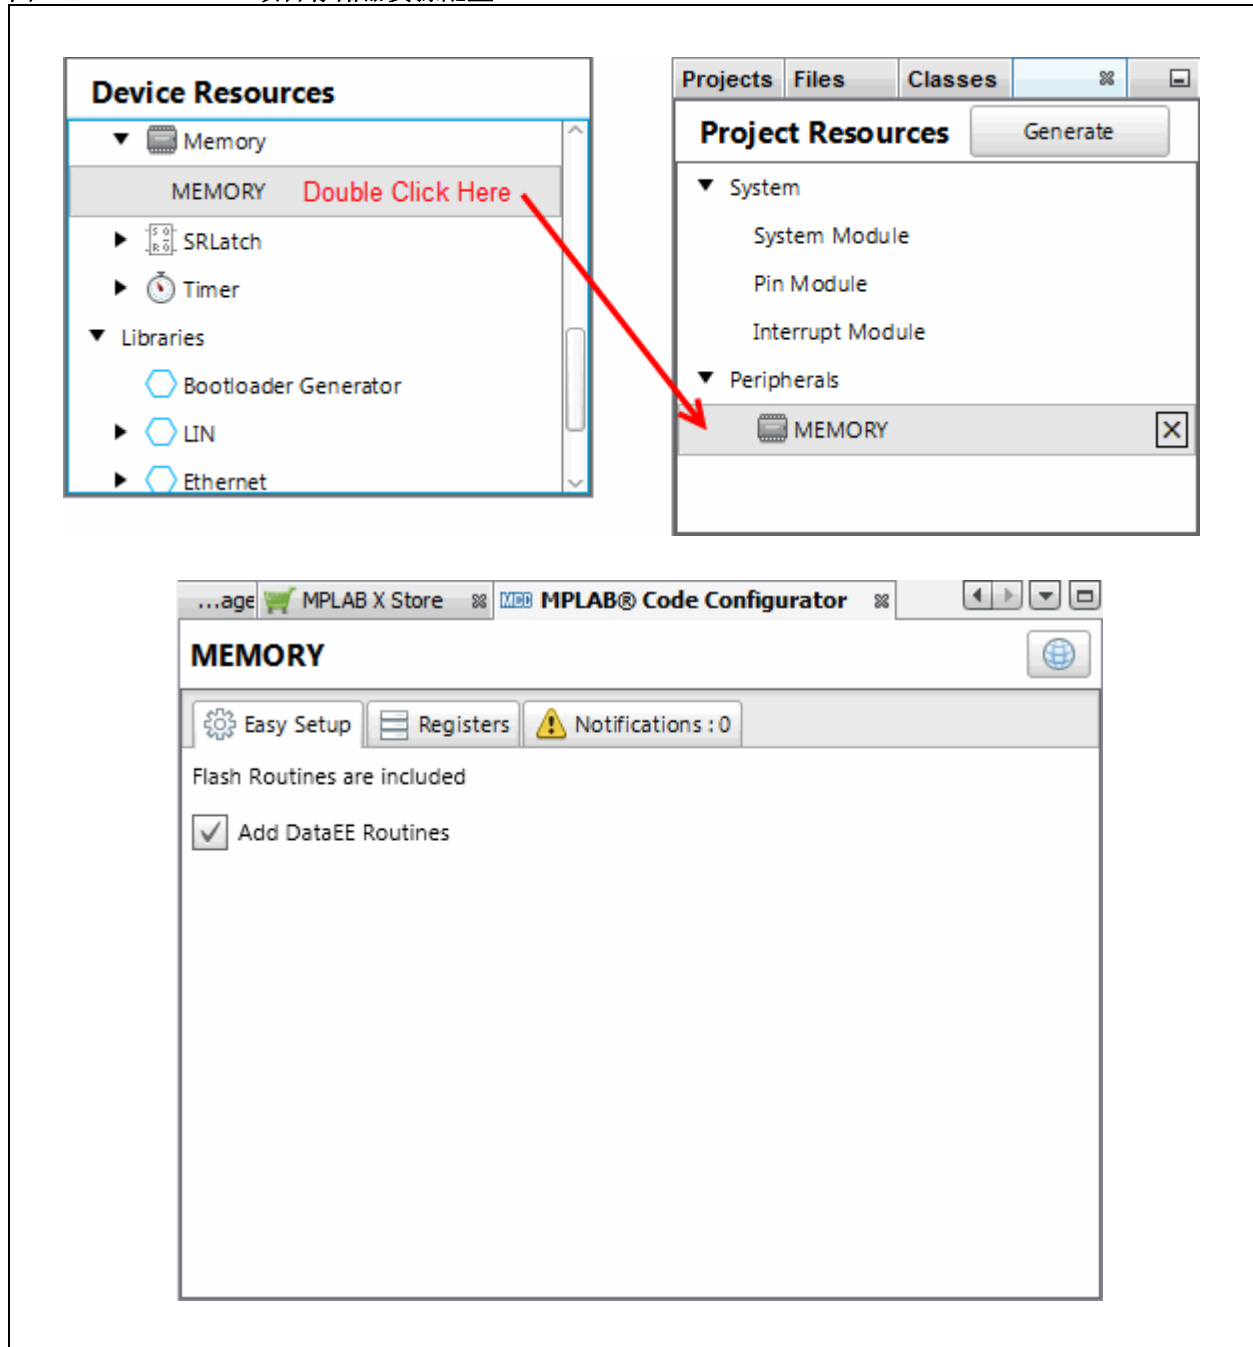 Device Resources
Memory
MEMORY Double Click Here
SRLatch
Timer
Libraries
Bootloader Generator
LIN
Ethernet
Projects Files Classes
Project Resources Generate
System
System Module
Pin Module
Interrupt Module
Peripherals
MEMORY
...age MPLAB X Store MPLAB® Code Configurator
MEMORY
Easy Setup Registers Notifications : 0
Flash Routines are included
Add DataEE Routines